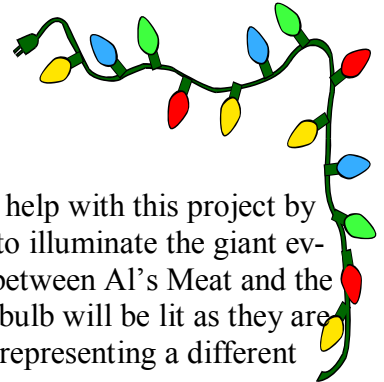 help with this project by
to illuminate the giant ev-
between Al's Meat and the
bulb will be lit as they are
representing a different